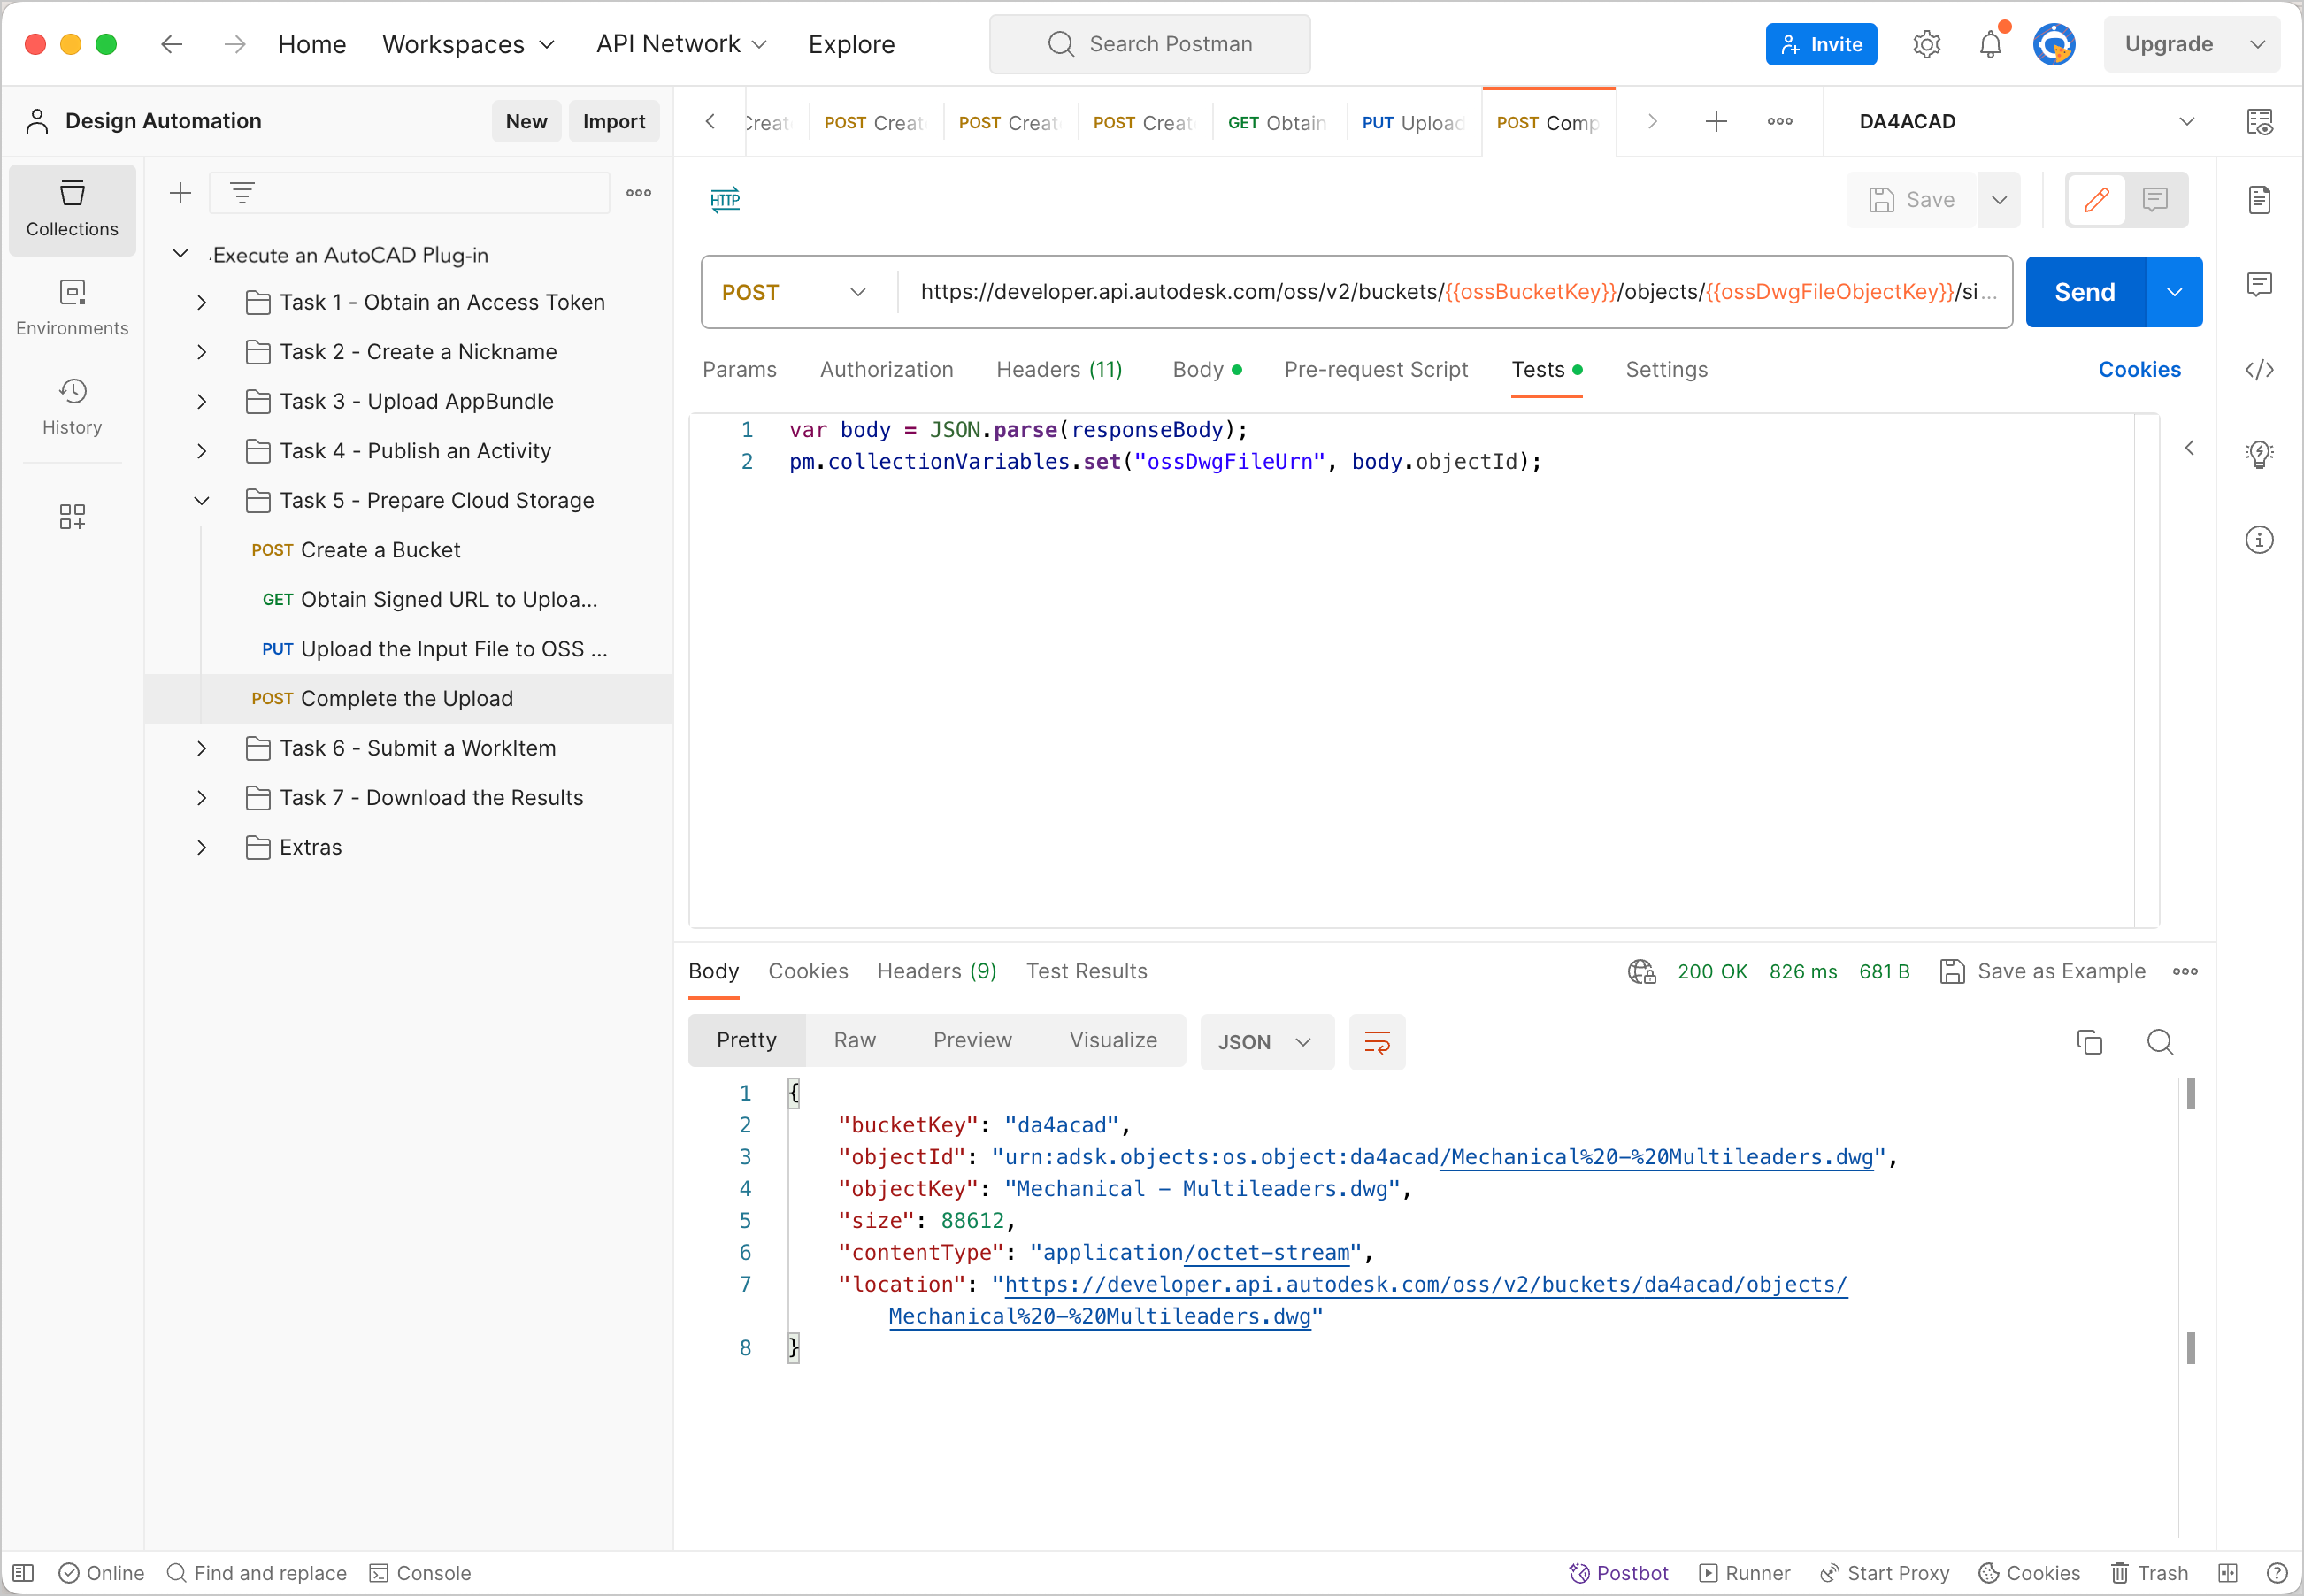 Home Workspaces API Network Explore Search Postman Invite Upgrade
Design Automation New Import
POST POST POST GET Obtain PUT Upload POST Comp DA4ACAD
Collections
Environments
History
Execute an AutoCAD Plug-in
Task 1 - Obtain an Access Token
Task 2 - Create a Nickname
Task 3 - Upload AppBundle
Task 4 - Publish an Activity
Task 5 - Prepare Cloud Storage
POST Create a Bucket
GET Obtain Signed URL to Uploa...
PUT Upload the Input File to OSS ...
POST Complete the Upload
Task 6 - Submit a WorkItem
Task 7 - Download the Results
Extras
HTTP Save
POST https://developer.api.autodesk.com/oss/v2/buckets/{{ossBucketKey}}/objects/{{ossDwgFileObjectKey}}/si... Send
Params Authorization Headers (11) Body Pre-request Script Tests Settings Cookies
1 var body = JSON.parse(responseBody);
2 pm.collectionVariables.set("ossDwgFileUrn", body.objectId);
Body Cookies Headers (9) Test Results 200 OK 826 ms 681 B Save as Example
Pretty Raw Preview Visualize JSON
1 {
2 "bucketKey": "da4acad",
3 "objectId": "urn:adsk.objects:os.object:da4acad/Mechanical%20-%20Multileaders.dwg",
4 "objectKey": "Mechanical - Multileaders.dwg",
5 "size": 88612,
6 "contentType": "application/octet-stream",
7 "location": "https://developer.api.autodesk.com/oss/v2/buckets/da4acad/objects/
Mechanical%20-%20Multileaders.dwg"
8 }
Online Find and replace Console Postbot Runner Start Proxy Cookies Trash